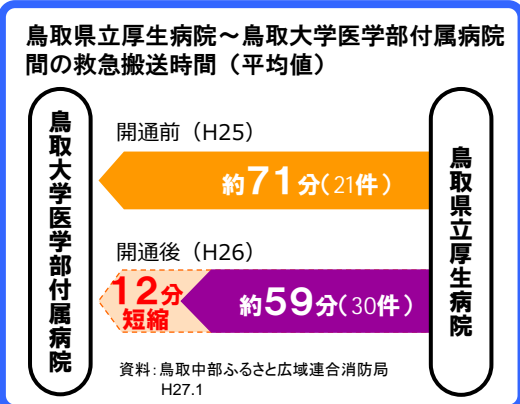 鳥取県立厚生病院～鳥取大学医学部付属病院
間の救急搬送時間（平均値）
鳥取大学医学部付属病院
開通前（H25）
約71分（21件）
開通後（H26）
12分
短縮
約59分（30件）
鳥取県立厚生病院
資料：鳥取中部ふるさと広域連合消防局
H27.1